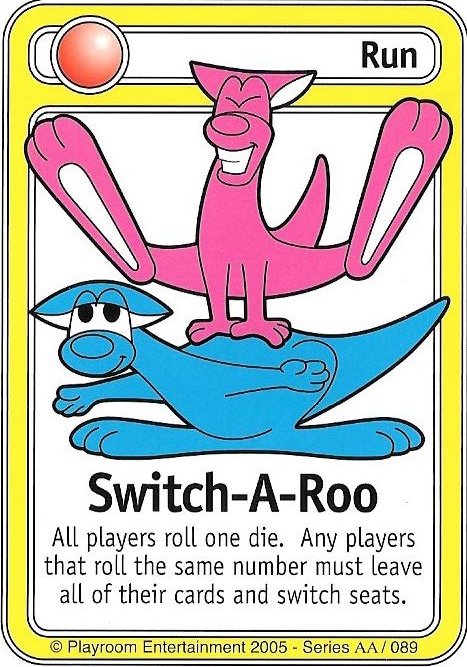 Run
Switch-A-Roo
All players roll one die.  Any players
that roll the same number must leave
all of their cards and switch seats.
© Playroom Entertainment 2005 - Series AA / 089